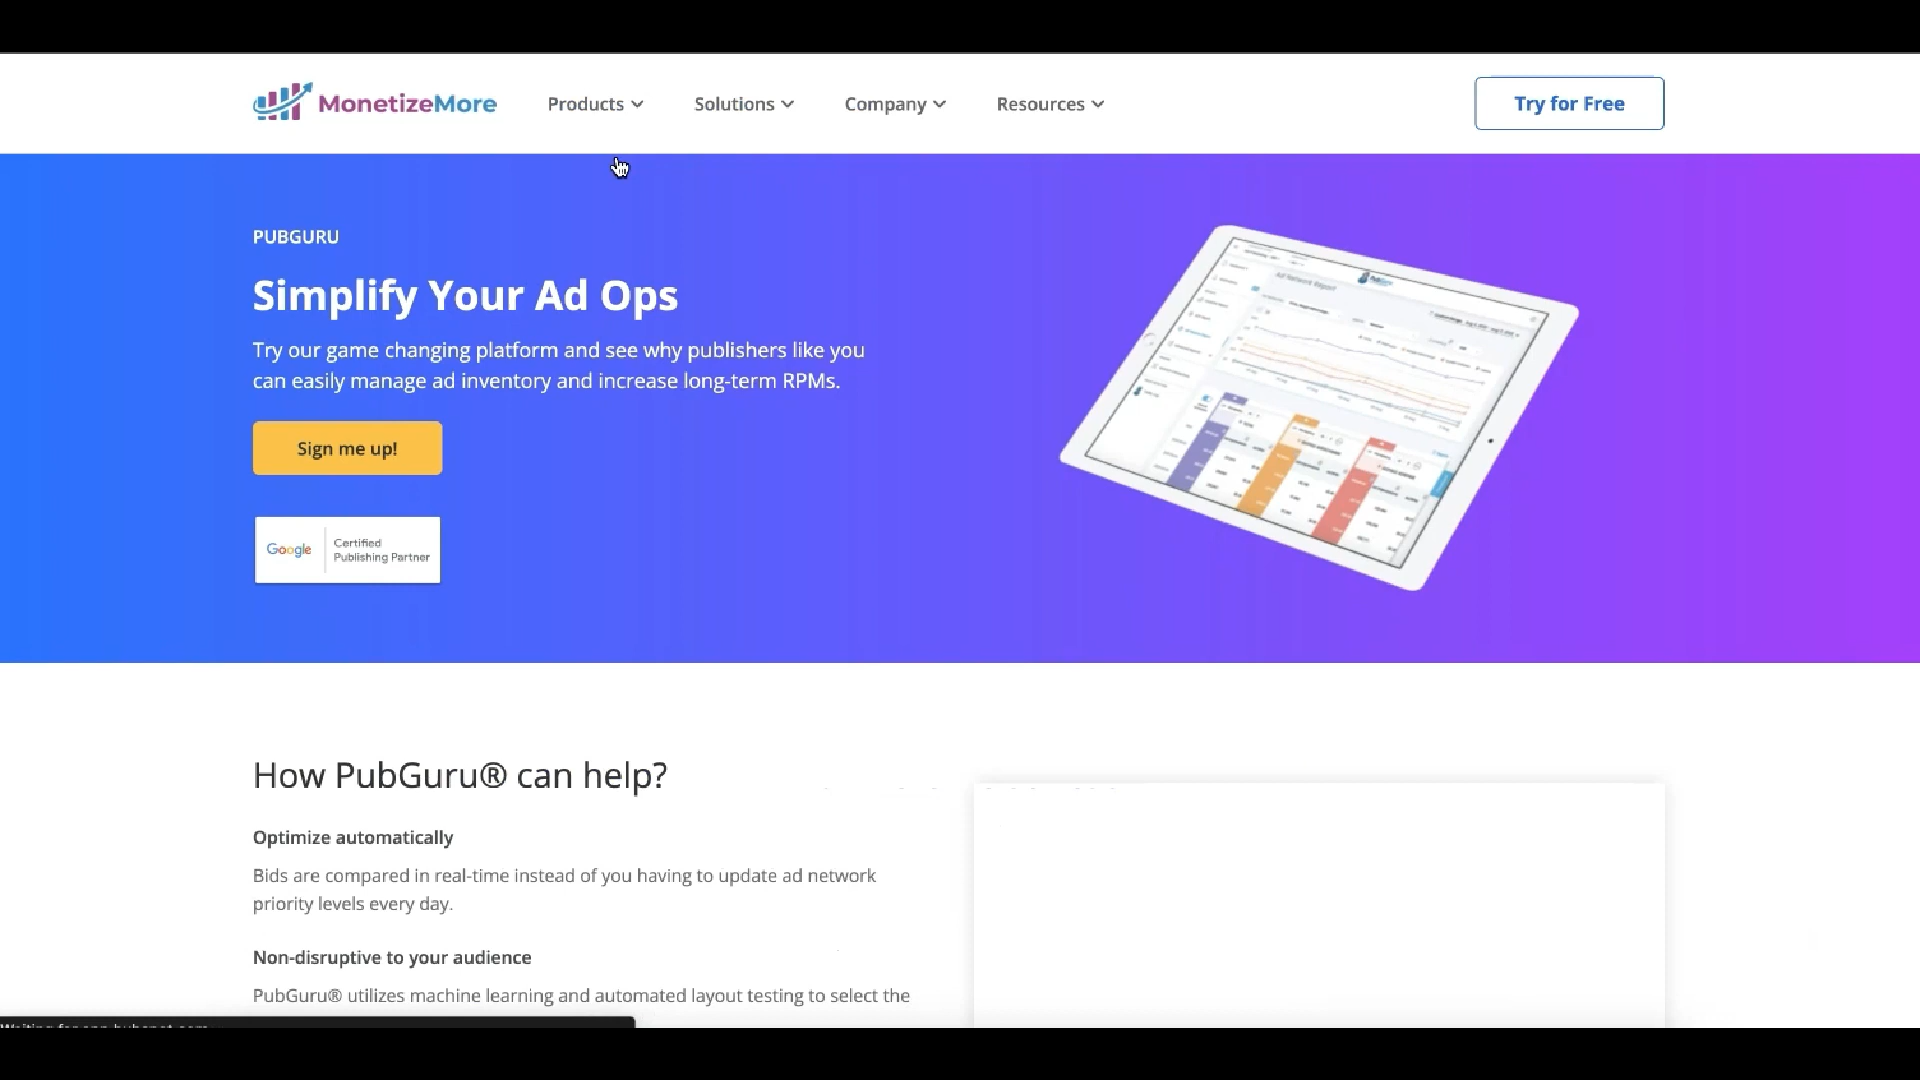 MonetizeMore
Products
Solutions
Company
Resources
Try for Free
PUBGURU
Simplify Your Ad Ops
Try our game changing platform and see why publishers like you
can easily manage ad inventory and increase long-term RPMs.
Sign me up!
Google
Certified
Publishing Partner
How PubGuru® can help?
Optimize automatically
Bids are compared in real-time instead of you having to update ad network
priority levels every day.
Non-disruptive to your audience
PubGuru® utilizes machine learning and automated layout testing to select the